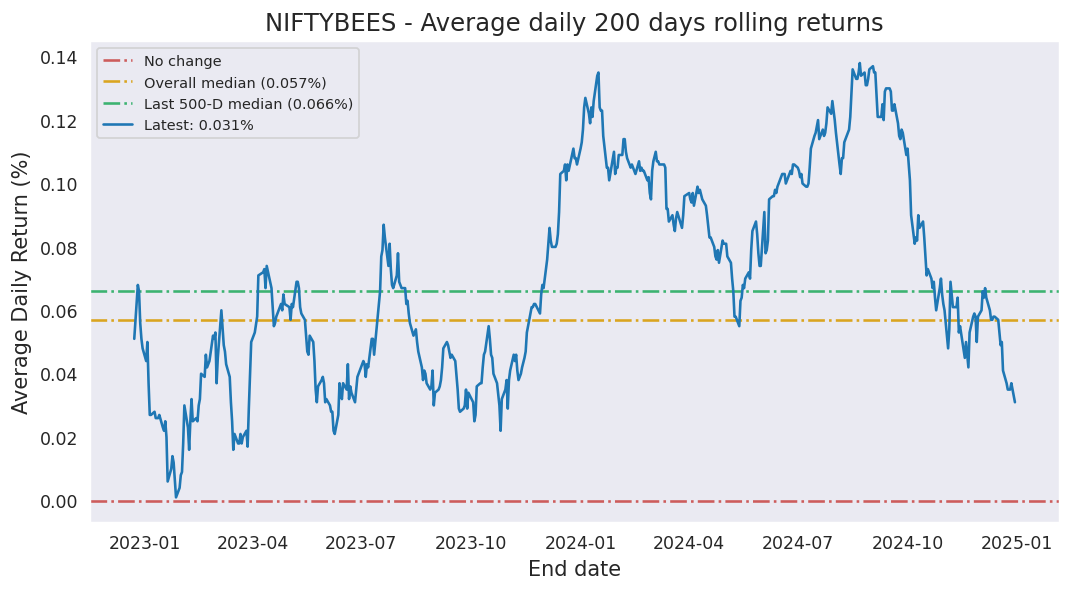 NIFTYBEES - Average daily 200 days rolling returns
No change
Overall median (0.057%)
Last 500-D median (0.066%)
Latest: 0.031%
Average Daily Return (%)
0.14
0.12
0.10
0.08
0.06
0.04
0.02
0.00
2023-01 2023-04 2023-07 2023-10 2024-01 2024-04 2024-07 2024-10 2025-01
End date